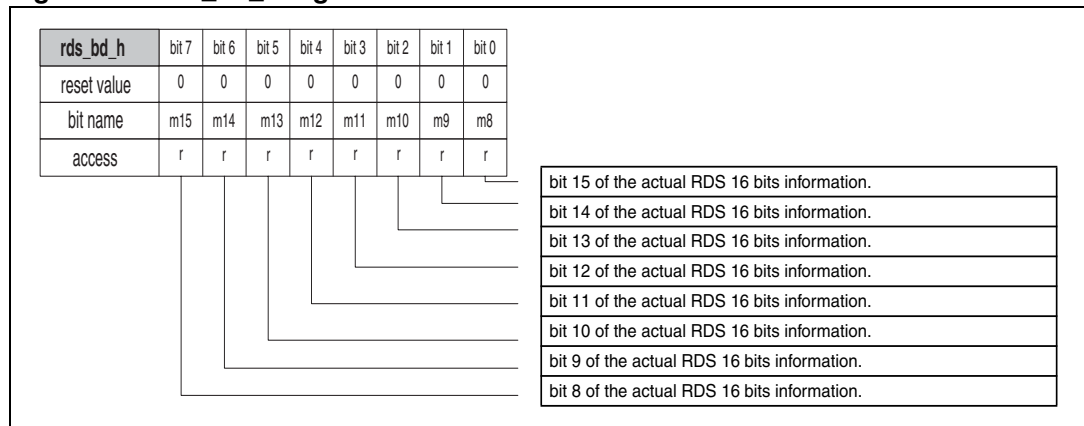 rds_bd_h bit 7 bit 6 bit 5 bit 4 bit 3 bit 2 bit 1 bit 0
reset value 0 0 0 0 0 0 0 0
bit name m15 m14 m13 m12 m11 m10 m9 m8
access r r r r r r r r
bit 15 of the actual RDS 16 bits information.
bit 14 of the actual RDS 16 bits information.
bit 13 of the actual RDS 16 bits information.
bit 12 of the actual RDS 16 bits information.
bit 11 of the actual RDS 16 bits information.
bit 10 of the actual RDS 16 bits information.
bit 9 of the actual RDS 16 bits information.
bit 8 of the actual RDS 16 bits information.